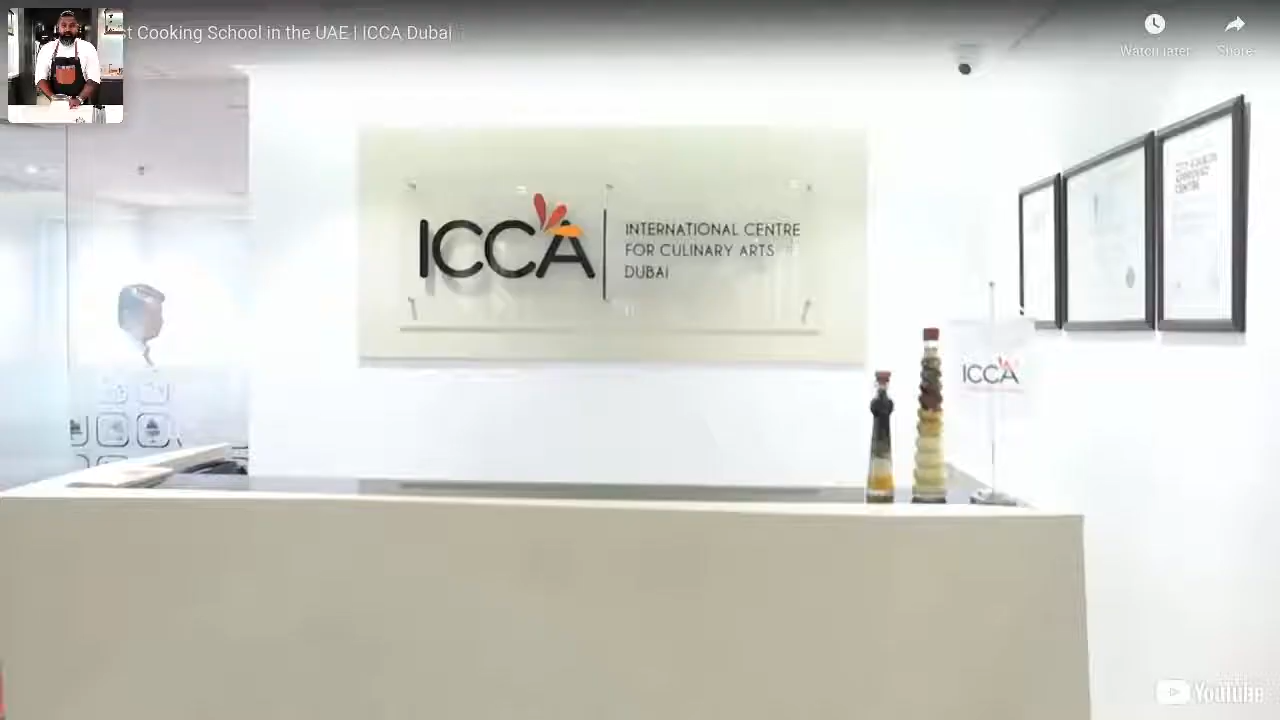 st Cooking School in the UAE | ICCA Dubai
Watch later
Share
ICCA
INTERNATIONAL CENTRE
FOR CULINARY ARTS
DUBAI
ICCA
YouTube